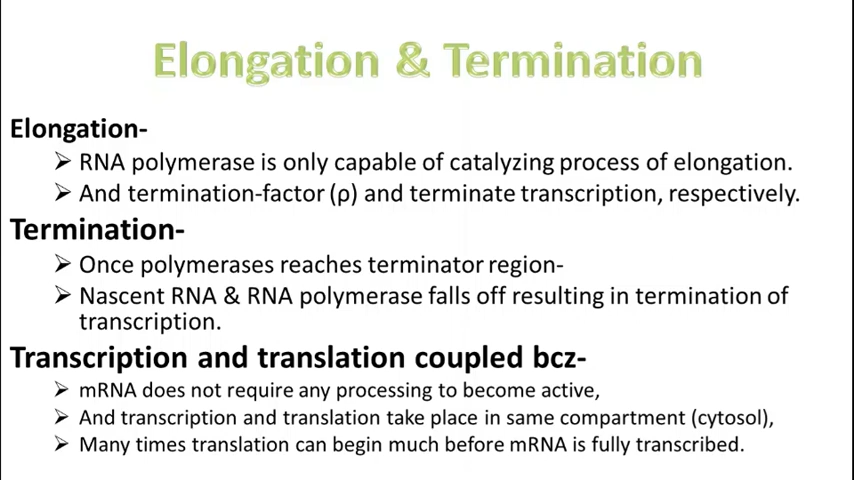 Elongation & Termination
Elongation-
➢ RNA polymerase is only capable of catalyzing process of elongation.
➢ And termination-factor (ρ) and terminate transcription, respectively.
Termination-
➢ Once polymerases reaches terminator region-
➢ Nascent RNA & RNA polymerase falls off resulting in termination of
transcription.
Transcription and translation coupled bcz-
➢ mRNA does not require any processing to become active,
➢ And transcription and translation take place in same compartment (cytosol),
➢ Many times translation can begin much before mRNA is fully transcribed.